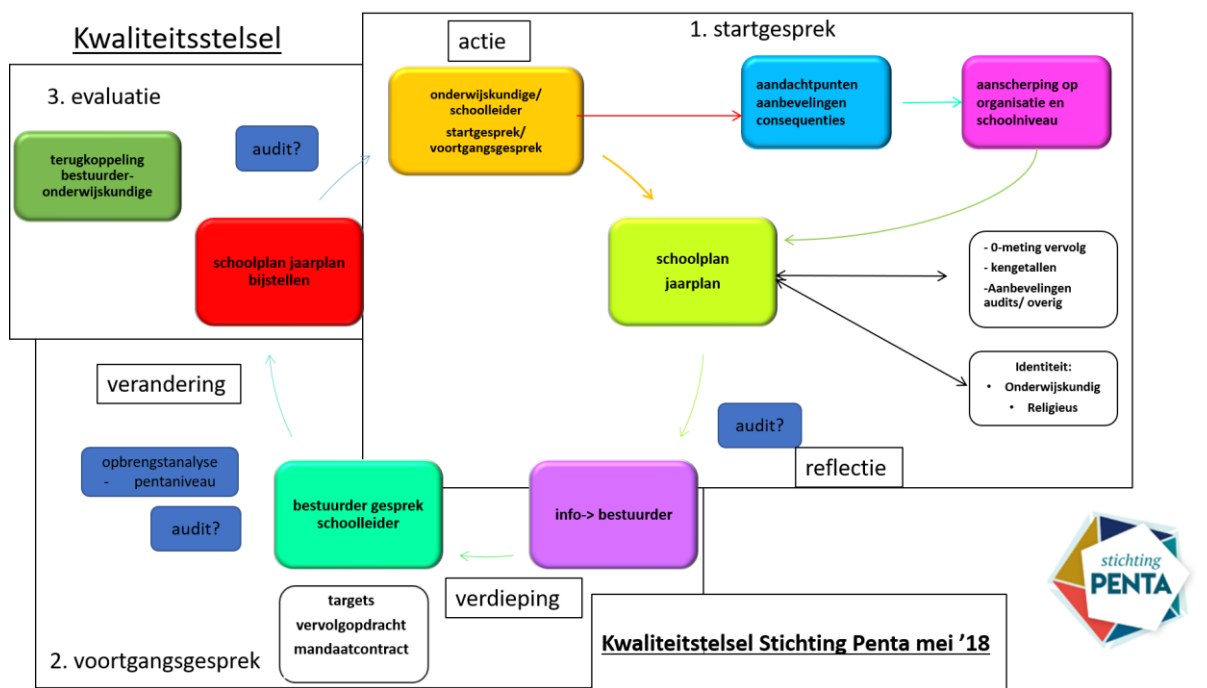 Kwaliteitsstelsel
actie
1. startgesprek
3. evaluatie
onderwijskundige/
schoolleider
startgesprek/
voortgangsgesprek
aandachtpunten
aanbevelingen
consequenties
aanscherping op
organisatie en
schoolniveau
audit?
terugkoppeling
bestuurder-
onderwijskundige
schoolplan jaarplan
bijstellen
schoolplan
jaarplan
- 0-meting vervolg
- kengetallen
-Aanbevelingen
audits/ overig
Identiteit:
• Onderwijskundig
• Religieus
verandering
audit?
reflectie
opbrengstanalyse
- pentaniveau
audit?
bestuurder gesprek
schoolleider
info-> bestuurder
verdieping
targets
vervolgopdracht
mandaatcontract
2. voortgangsgesprek
Kwaliteitstelsel Stichting Penta mei ’18
stichting
PENTA